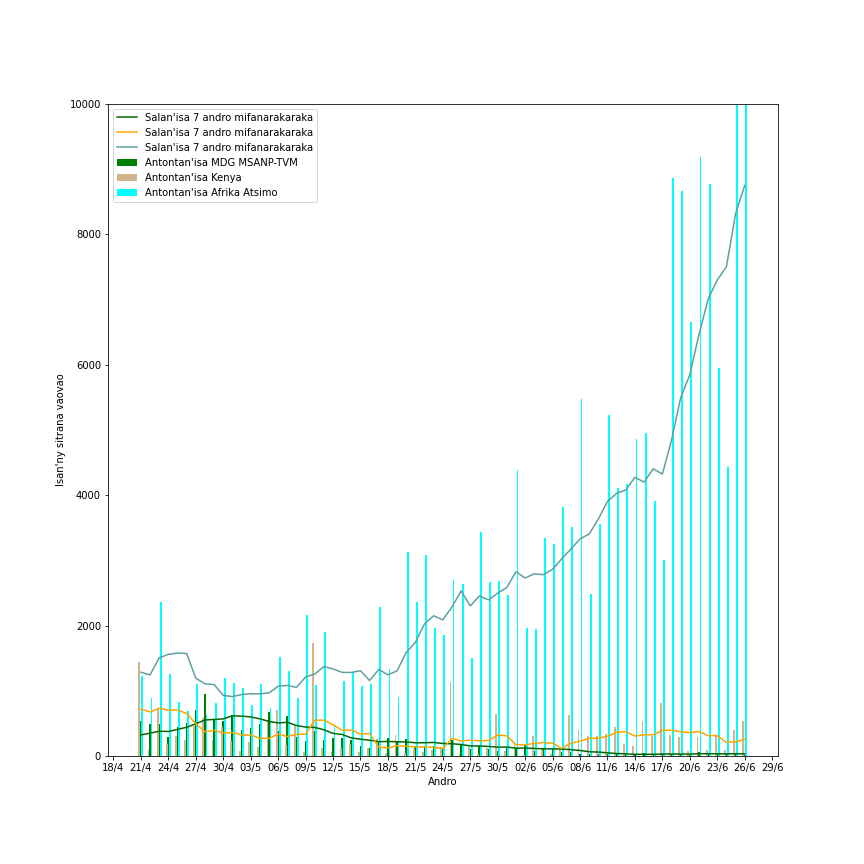 10000
8000
6000
4000
2000
0
Isan'ny sitrana vaovao
Salan'isa 7 andro mifanarakaraka
Salan'isa 7 andro mifanarakaraka
Salan'isa 7 andro mifanarakaraka
Antontan'isa MDG MSANP-TVM
Antontan'isa Kenya
Antontan'isa Afrika Atsimo
18/4 21/4 24/4 27/4 30/4 03/5 06/5 09/5 12/5 15/5 18/5 21/5 24/5 27/5 30/5 02/6 05/6 08/6 11/6 14/6 17/6 20/6 23/6 26/6 29/6
Andro